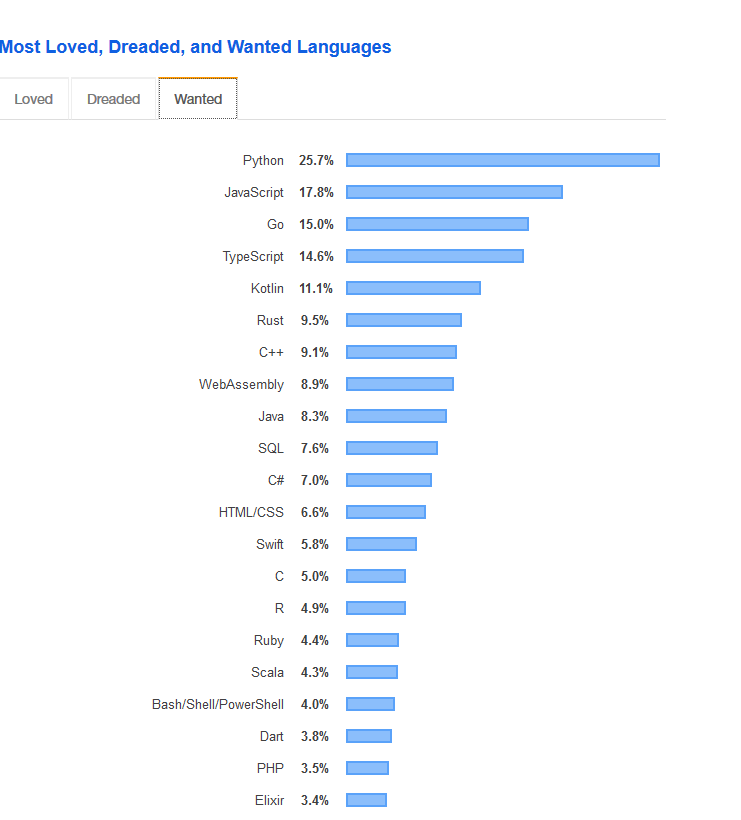 Most Loved, Dreaded, and Wanted Languages
Loved Dreaded Wanted
Python 25.7%
JavaScript 17.8%
Go 15.0%
TypeScript 14.6%
Kotlin 11.1%
Rust 9.5%
C++ 9.1%
WebAssembly 8.9%
Java 8.3%
SQL 7.6%
C# 7.0%
HTML/CSS 6.6%
Swift 5.8%
C 5.0%
R 4.9%
Ruby 4.4%
Scala 4.3%
Bash/Shell/PowerShell 4.0%
Dart 3.8%
PHP 3.5%
Elixir 3.4%